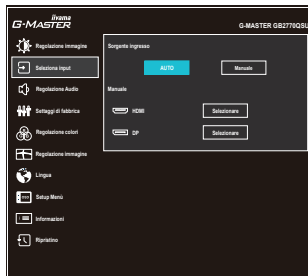 iiyama
G-MASTER
G-MASTER GB2770QSU
Regolazione immagine
Seleziona input
Regolazione Audio
Settaggi di fabbrica
Regolazione colori
Regolazione immagine
Lingua
Setup Menù
Informazioni
Ripristino
Sorgente ingresso
AUTO
Manuale
Manuale
HDMI
Selezionare
DP
Selezionare